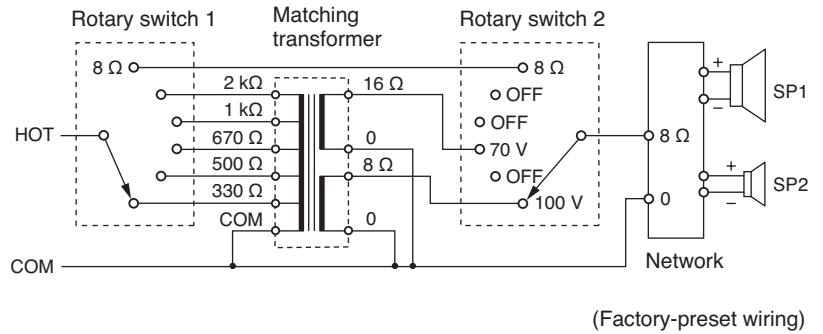 Rotary switch 1
Matching
transformer
Rotary switch 2
8 Ω
8 Ω
2 kΩ
16 Ω
OFF
1 kΩ
OFF
HOT
670 Ω
0
70 V
8 Ω
500 Ω
8 Ω
OFF
330 Ω
100 V
COM
0
0
COM
Network
+
−
SP1
+
−
SP2
(Factory-preset wiring)